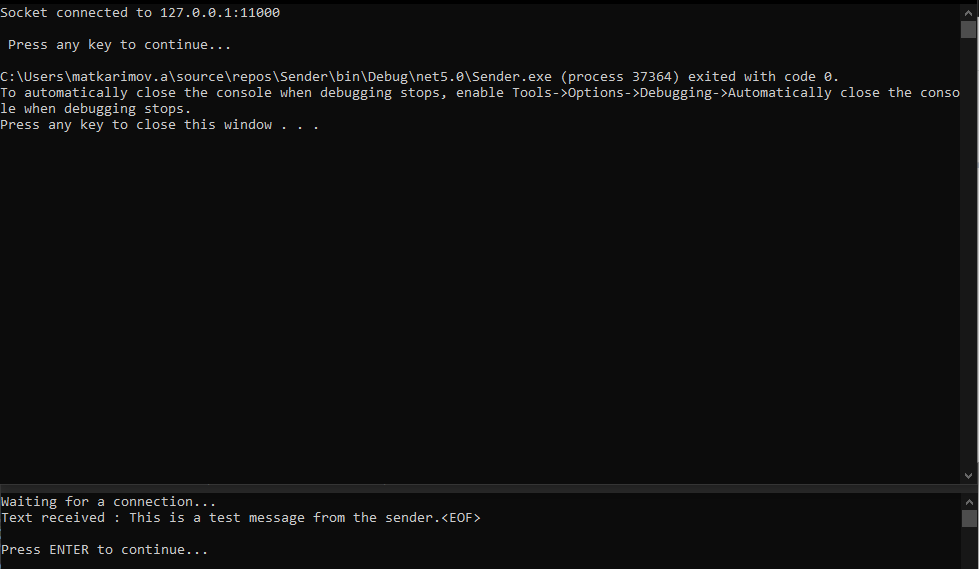 Socket connected to 127.0.0.1:11000
Press any key to continue...
C:\Users\matkarimov.a\source\repos\Sender\bin\Debug\net5.0\Sender.exe (process 37364) exited with code 0.
To automatically close the console when debugging stops, enable Tools->Options->Debugging->Automatically close the conso
le when debugging stops.
Press any key to close this window . . .
Waiting for a connection...
Text received : This is a test message from the sender.<EOF>
Press ENTER to continue...